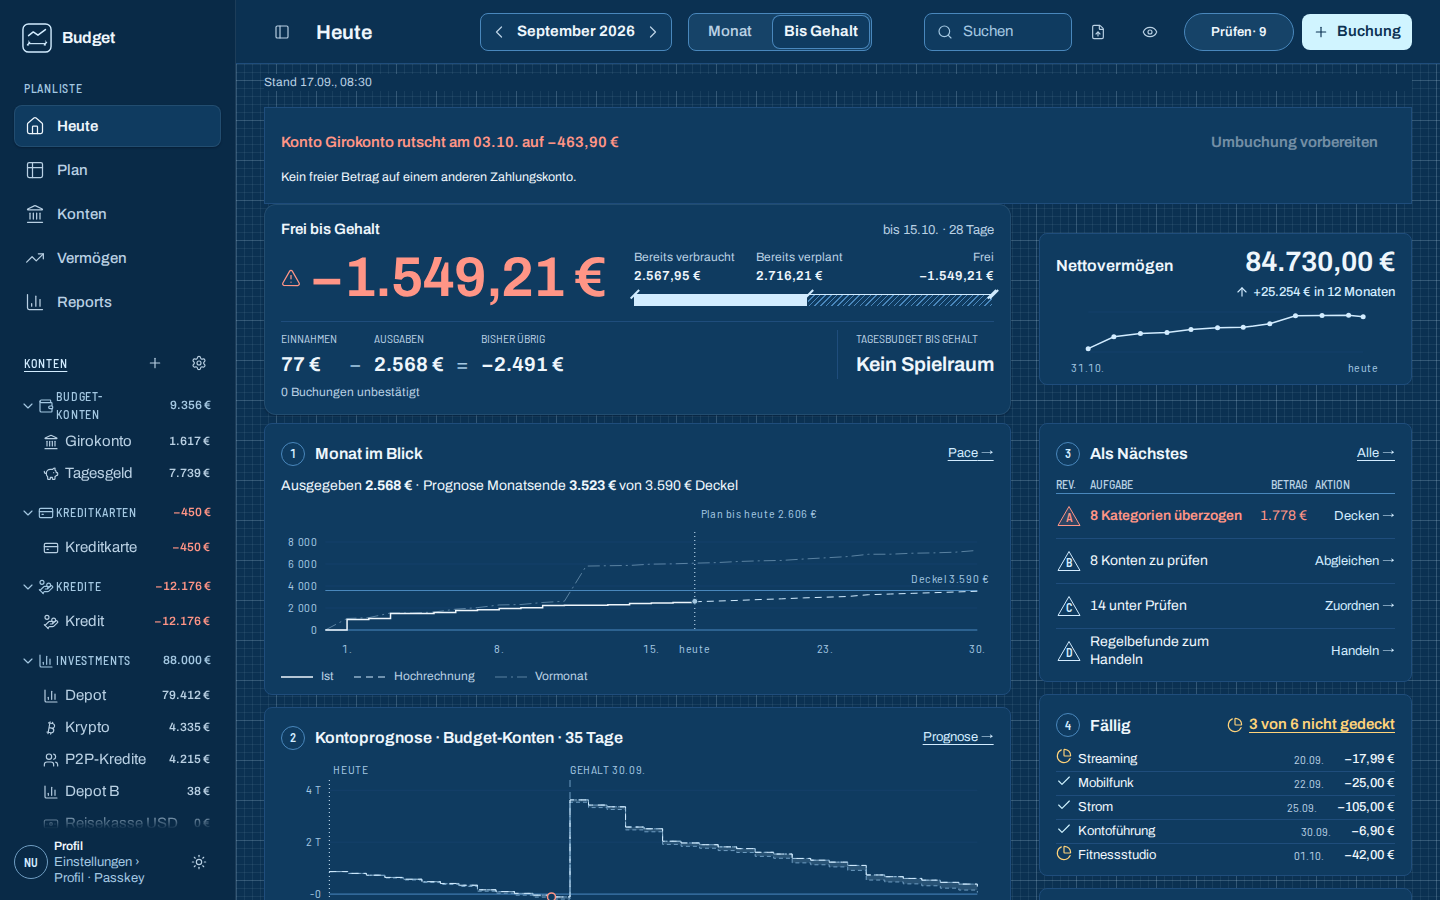 Budget
PLANLISTE
Heute
Plan
Konten
Vermögen
Reports
KONTEN
BUDGET-
KONTEN
9.356 €
Girokonto 1.617 €
Tagesgeld 7.739 €
KREDITKARTEN −450 €
Kreditkarte −450 €
KREDITE −12.176 €
Kredit −12.176 €
INVESTMENTS 88.000 €
Depot 79.412 €
Krypto 4.335 €
P2P-Kredite 4.215 €
Depot B 38 €
Reisekasse USD 0 €
NU
Profil
Einstellungen ›
Profil · Passkey
Heute
September 2026
Monat Bis Gehalt
Suchen
Prüfen· 9
Buchung
Stand 17.09., 08:30
Konto Girokonto rutscht am 03.10. auf −463,90 €
Umbuchung vorbereiten
Kein freier Betrag auf einem anderen Zahlungskonto.
Frei bis Gehalt
bis 15.10. · 28 Tage
−1.549,21 €
Bereits verbraucht Bereits verplant Frei
2.567,95 € 2.716,21 € −1.549,21 €
EINNAHMEN AUSGABEN BISHER ÜBRIG TAGESBUDGET BIS GEHALT
77 € − 2.568 € = −2.491 € Kein Spielraum
0 Buchungen unbestätigt
Nettovermögen 84.730,00 €
+25.254 € in 12 Monaten
31.10. heute
1 Monat im Blick Pace →
Ausgegeben 2.568 € · Prognose Monatsende 3.523 € von 3.590 € Deckel
Plan bis heute 2.606 €
8 000
6 000
4 000
2 000
0
Deckel 3.590 €
1. 8. 15. heute 23. 30.
Ist Hochrechnung Vormonat
2 Kontoprognose · Budget-Konten · 35 Tage Prognose →
HEUTE GEHALT 30.09.
4 T
2 T
-0
3 Als Nächstes Alle →
REV. AUFGABE BETRAG AKTION
A 8 Kategorien überzogen 1.778 € Decken →
B 8 Konten zu prüfen Abgleichen →
C 14 unter Prüfen Zuordnen →
D Regelbefunde zum
Handeln
Handeln →
4 Fällig 3 von 6 nicht gedeckt
Streaming 20.09. −17,99 €
Mobilfunk 22.09. −25,00 €
Strom 25.09. −105,00 €
Kontoführung 30.09. −6,90 €
Fitnessstudio 01.10. −42,00 €